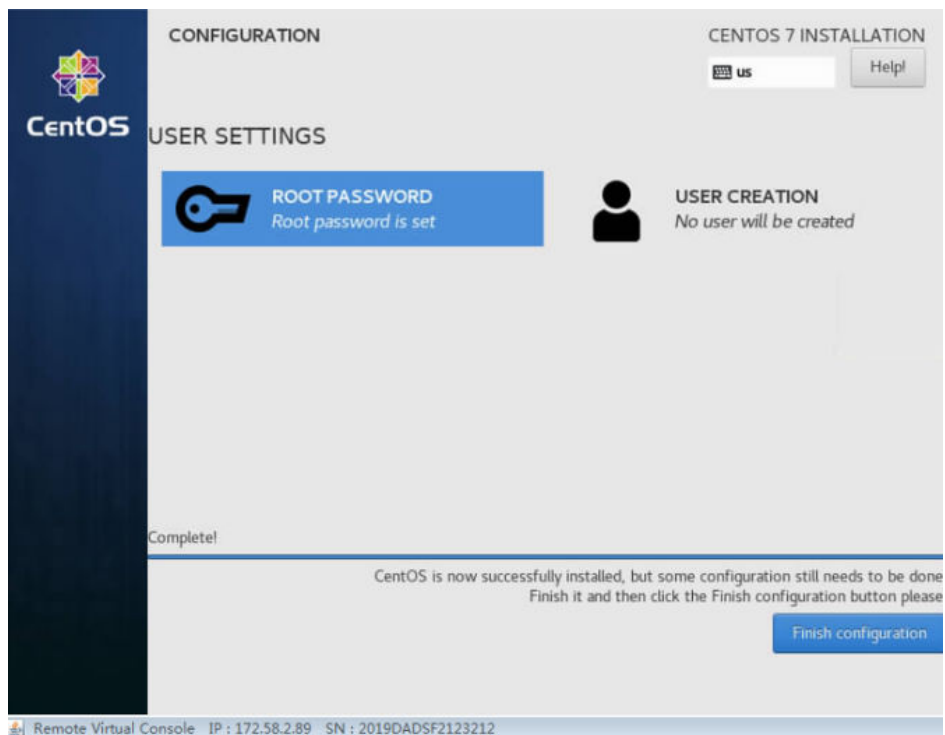 CONFIGURATION
CENTOS 7 INSTALLATION
us
Help!
CentOS
USER SETTINGS
ROOT PASSWORD
Root password is set
USER CREATION
No user will be created
Complete!
CentOS is now successfully installed, but some configuration still needs to be done
Finish it and then click the Finish configuration button please
Finish configuration
Remote Virtual Console IP : 172.58.2.89 SN : 2019DADSF2123212